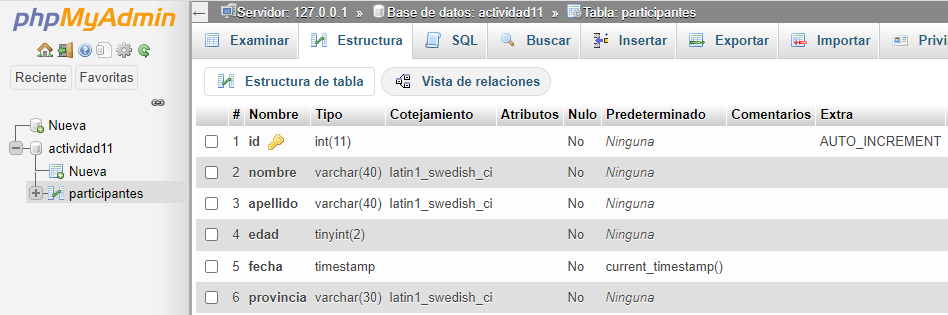 phpMyAdmin
Servidor: 127.0.0.1 » Base de datos: actividad11 » Tabla: participantes
Examinar Estructura SQL Buscar Insertar Exportar Importar Privi
Reciente Favoritas
Estructura de tabla Vista de relaciones
Nueva
actividad11
Nueva
participantes
# Nombre Tipo Cotejamiento Atributos Nulo Predeterminado Comentarios Extra
1 id int(11) No Ninguna AUTO_INCREMENT
2 nombre varchar(40) latin1_swedish_ci No Ninguna
3 apellido varchar(40) latin1_swedish_ci No Ninguna
4 edad tinyint(2) No Ninguna
5 fecha timestamp No current_timestamp()
6 provincia varchar(30) latin1_swedish_ci No Ninguna